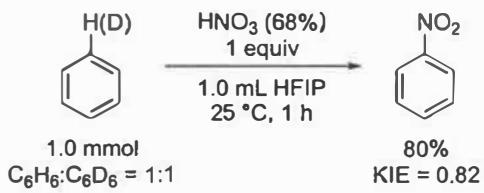 H(D)
HNO₃ (68%)
1 equiv
1.0 mL HFIP
25 °C, 1 h
NO₂
1.0 mmol
C₆H₆:C₆D₆ = 1:1
80%
KIE = 0.82